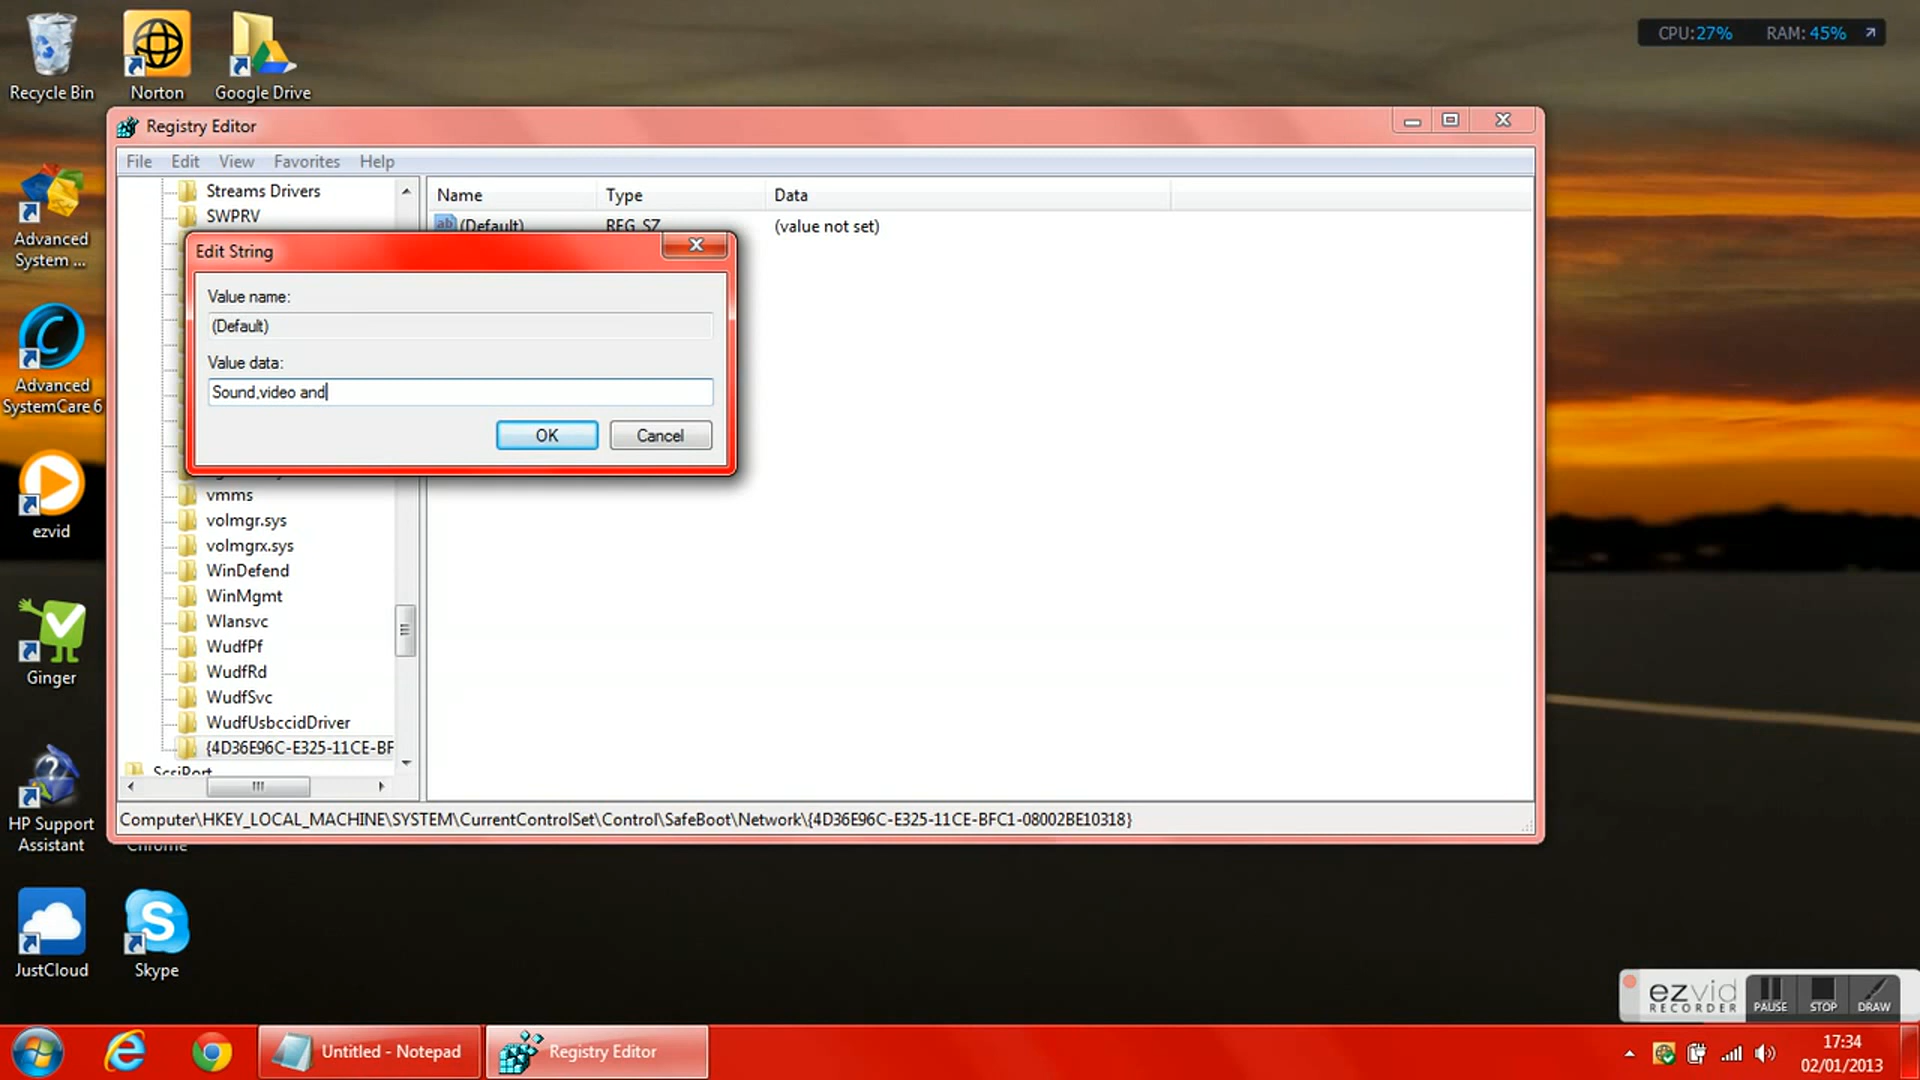 Recycle Bin
Norton
Google Drive
CPU:27% RAM: 45%
Registry Editor
File Edit View Favorites Help
Streams Drivers
SWPRV
Name Type Data
(Default) REG_SZ (value not set)
Edit String
Value name:
(Default)
Value data:
Sound,video and
OK Cancel
vmms
volmgr.sys
volmgrx.sys
WinDefend
WinMgmt
Wlansvc
WudfPf
WudfRd
WudfSvc
WudfUsbccidDriver
{4D36E96C-E325-11CE-BF
ScsiPort
Computer\HKEY_LOCAL_MACHINE\SYSTEM\CurrentControlSet\Control\SafeBoot\Network\{4D36E96C-E325-11CE-BFC1-08002BE10318}
Advanced
System ...
Advanced
SystemCare 6
ezvid
Ginger
HP Support
Assistant
Chrome
JustCloud
Skype
ezvid
RECORDER
PAUSE STOP DRAW
Untitled - Notepad
Registry Editor
17:34
02/01/2013